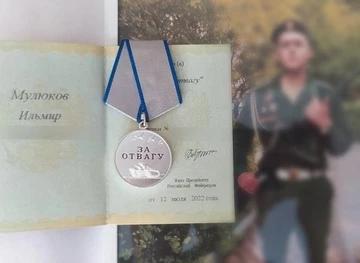 Мулюков
Ильмир
(а)
отвагу"
№
ЗА
ОТВАГУ
Указ Президента
Российской Федерации
от 12 июля 2022 года